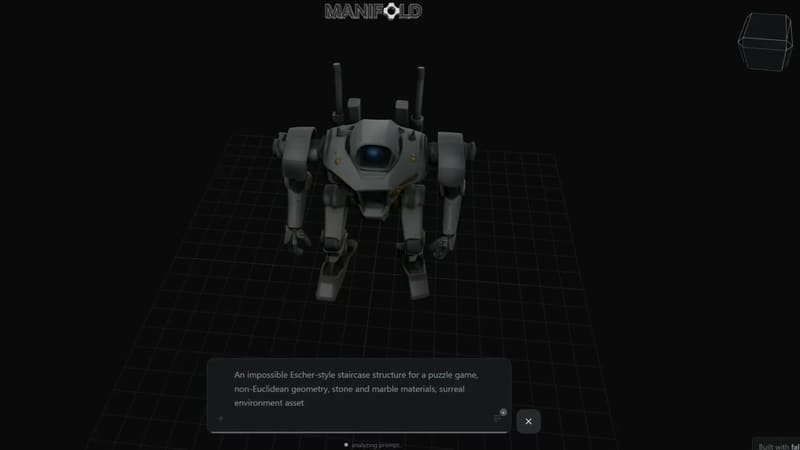 MANIFOLD
An impossible Escher-style staircase structure for a puzzle game,
non-Euclidean geometry, stone and marble materials, surreal
environment asset
analyzing prompt..
Built with fal